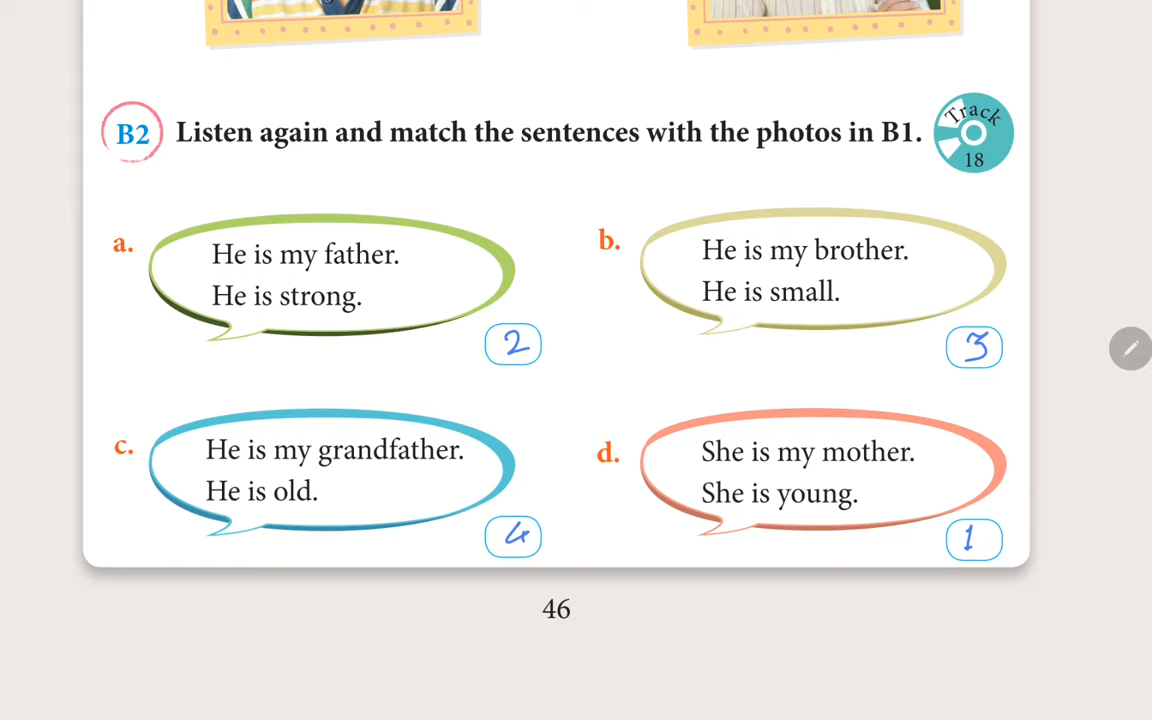 B2 Listen again and match the sentences with the photos in B1.
Track
18
a.
He is my father.
He is strong.
2
b.
He is my brother.
He is small.
3
c.
He is my grandfather.
He is old.
4
d.
She is my mother.
She is young.
1
46